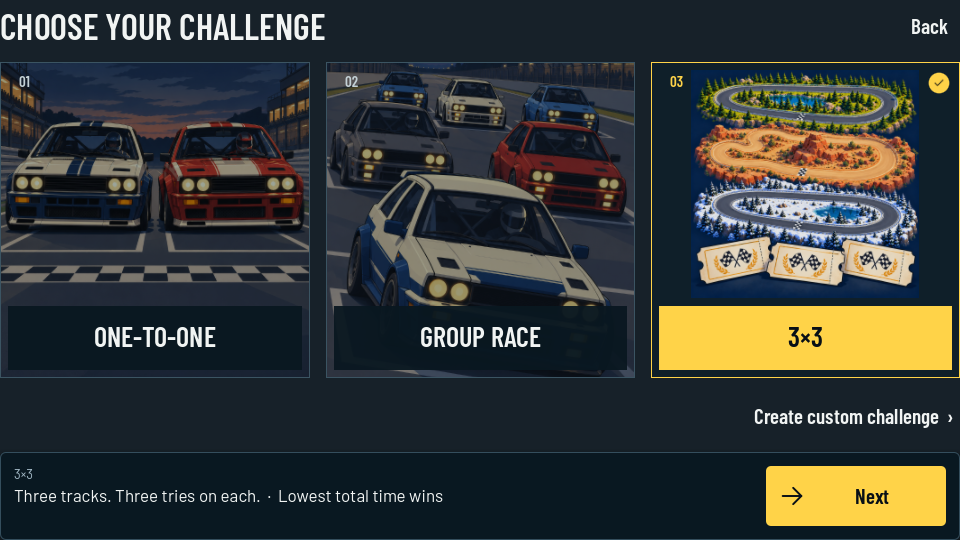 CHOOSE YOUR CHALLENGE
Back
01
02
03
ONE-TO-ONE
GROUP RACE
3×3
Create custom challenge ›
3×3
Three tracks. Three tries on each. · Lowest total time wins
Next